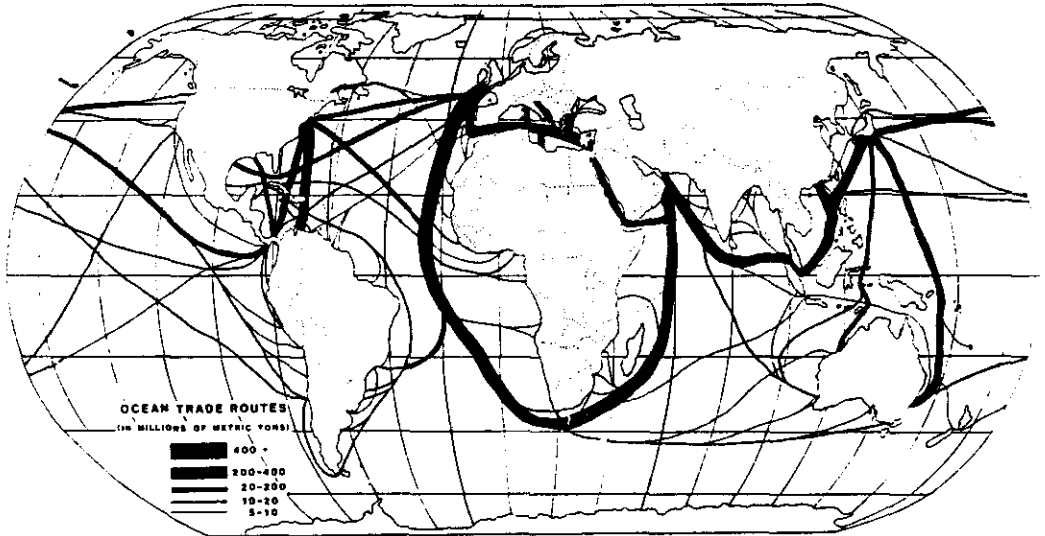 OCEAN TRADE ROUTES
(IN MILLIONS OF METRIC TONS)
400 +
200-400
20-200
10-20
5-10